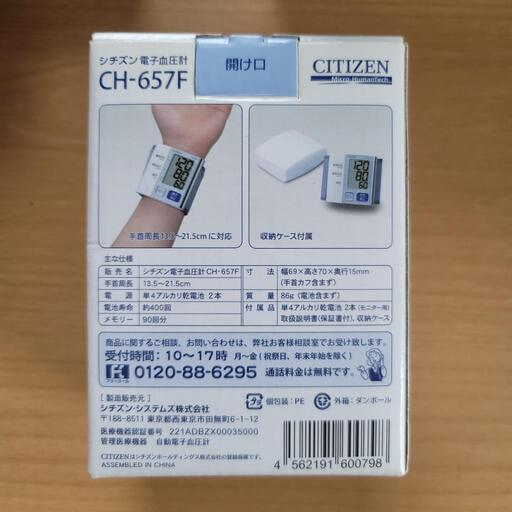 シチズン電子血圧計
CH-657F
開け口
CITIZEN
Micro HumanTech
手首周長13.5〜21.5cmに対応
収納ケース付属
主な仕様
販売名 シチズン電子血圧計 CH-657F
手首周長 13.5〜21.5cm
電源 単4アルカリ乾電池 2本
電池寿命 約400回
メモリー 90回分
寸法 幅69×高さ70×奥行15mm
(手首カフ含まず)
質量 86g(電池含まず)
付属品 単4アルカリ乾電池 2本(モニター用)
取扱説明書(保証書付)、収納ケース
商品に関するご相談、お問い合わせは、弊社お客様相談室でお受け致します。
受付時間:10〜17時 月〜金(祝祭日、年末年始を除く)
フリーコール 0120-88-6295 通話料金は無料です。
[製造販売元]
シチズン・システムズ株式会社
〒188-8511 東京都西東京市田無町6-1-12
医療機器認証番号 221ADBZX00035000
管理医療機器 自動電子血圧計
個包装:PE
外箱:ダンボール
CITIZENはシチズンホールディングス株式会社の登録商標です。
ASSEMBLED IN CHINA
4 562191 600798